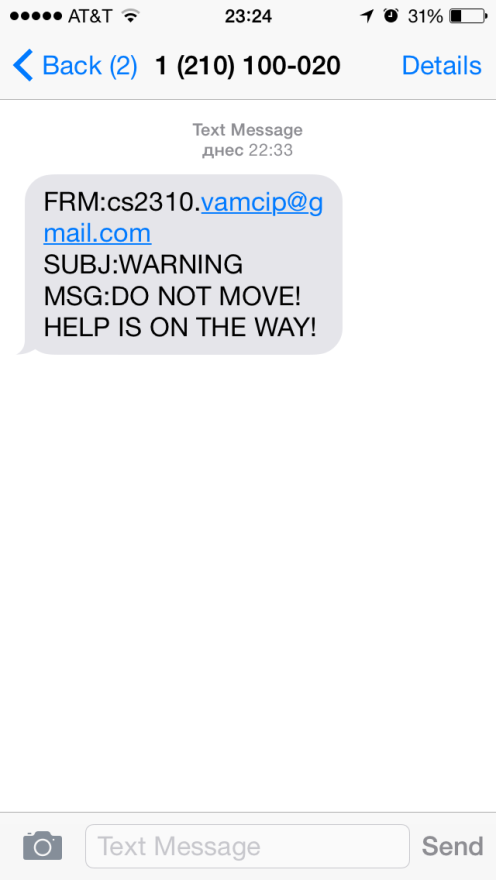 AT&T 23:24 31%
Back (2) 1 (210) 100-020 Details
Text Message
днес 22:33
FRM:cs2310.vamcip@g
mail.com
SUBJ:WARNING
MSG:DO NOT MOVE!
HELP IS ON THE WAY!
Text Message Send